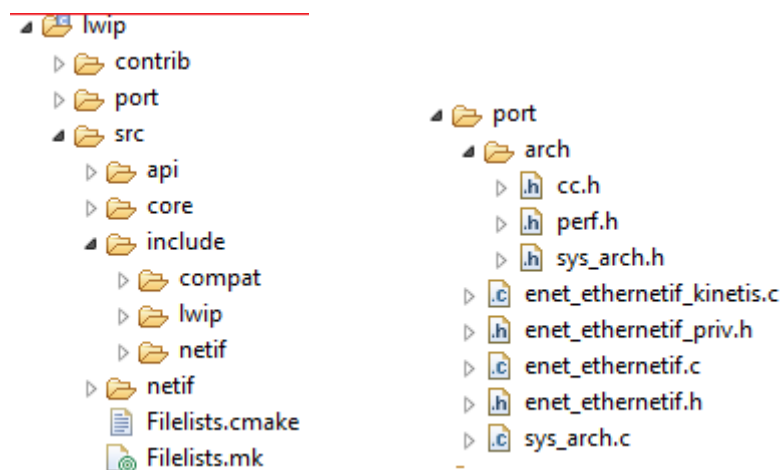 lwip
contrib
port
src
api
core
include
compat
lwip
netif
netif
Filelists.cmake
Filelists.mk
port
arch
.h cc.h
.h perf.h
.h sys_arch.h
.c enet_ethernetif_kinetis.c
.h enet_ethernetif_priv.h
.c enet_ethernetif.c
.h enet_ethernetif.h
.c sys_arch.c